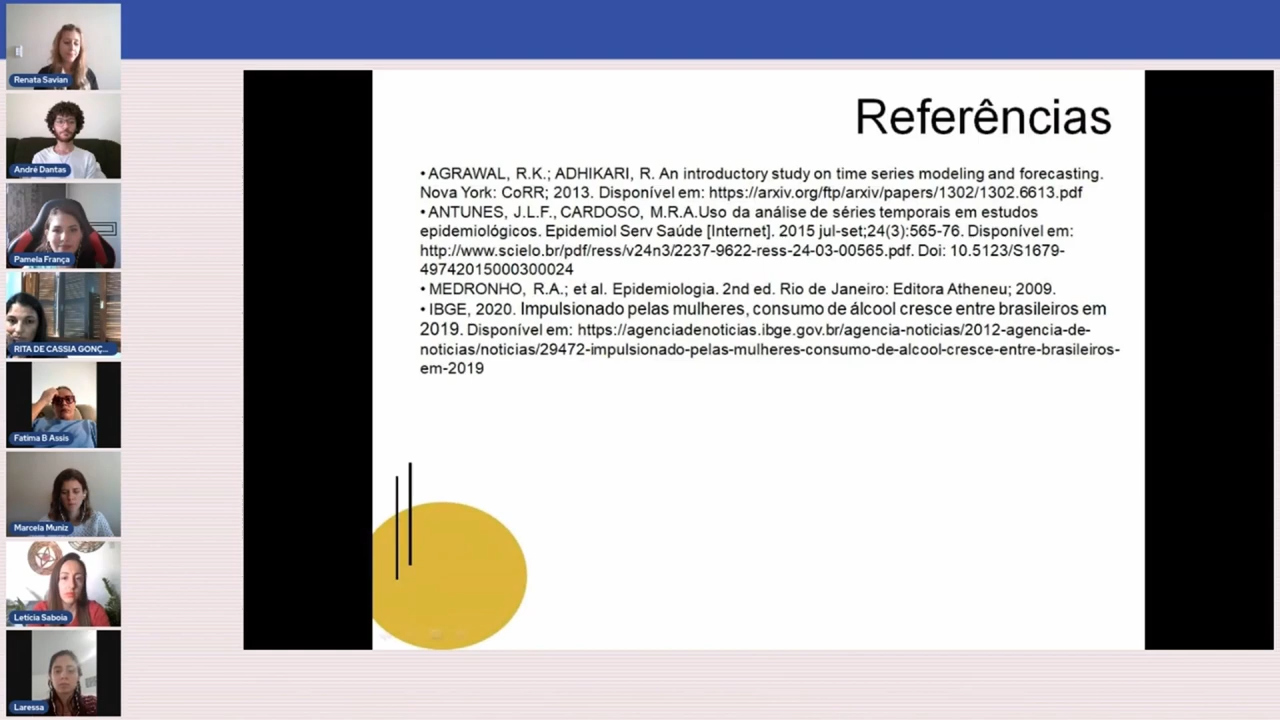 Renata Savian
André Dantas
Pamela França
RITA DE CASSIA GONÇ...
Fatima B Assis
Marcela Muniz
Letícia Saboia
Laressa
Referências
• AGRAWAL, R.K.; ADHIKARI, R. An introductory study on time series modeling and forecasting.
Nova York: CoRR; 2013. Disponível em: https://arxiv.org/ftp/arxiv/papers/1302/1302.6613.pdf
• ANTUNES, J.L.F., CARDOSO, M.R.A.Uso da análise de séries temporais em estudos
epidemiológicos. Epidemiol Serv Saúde [Internet]. 2015 jul-set;24(3):565-76. Disponível em:
http://www.scielo.br/pdf/ress/v24n3/2237-9622-ress-24-03-00565.pdf. Doi: 10.5123/S1679-
49742015000300024
• MEDRONHO, R.A.; et al. Epidemiologia. 2nd ed. Rio de Janeiro: Editora Atheneu; 2009.
• IBGE, 2020. Impulsionado pelas mulheres, consumo de álcool cresce entre brasileiros em
2019. Disponível em: https://agenciadenoticias.ibge.gov.br/agencia-noticias/2012-agencia-de-
noticias/noticias/29472-impulsionado-pelas-mulheres-consumo-de-alcool-cresce-entre-brasileiros-
em-2019